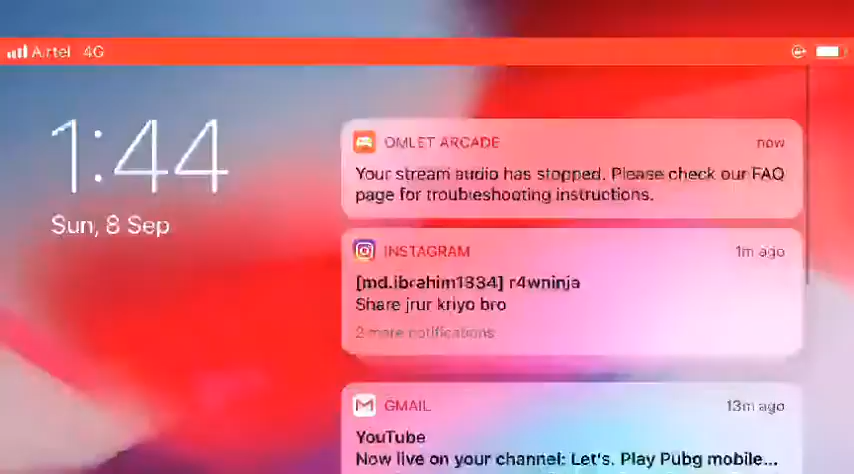 Airtel 4G
1:44
Sun, 8 Sep
OMLET ARCADE now
Your stream audio has stopped. Please check our FAQ
page for troubleshooting instructions.
INSTAGRAM 1m ago
[md.ibrahim1334] r4wninja
Share jrur kriyo bro
2 more notifications
GMAIL 13m ago
YouTube
Now live on your channel: Let's. Play Pubg mobile...